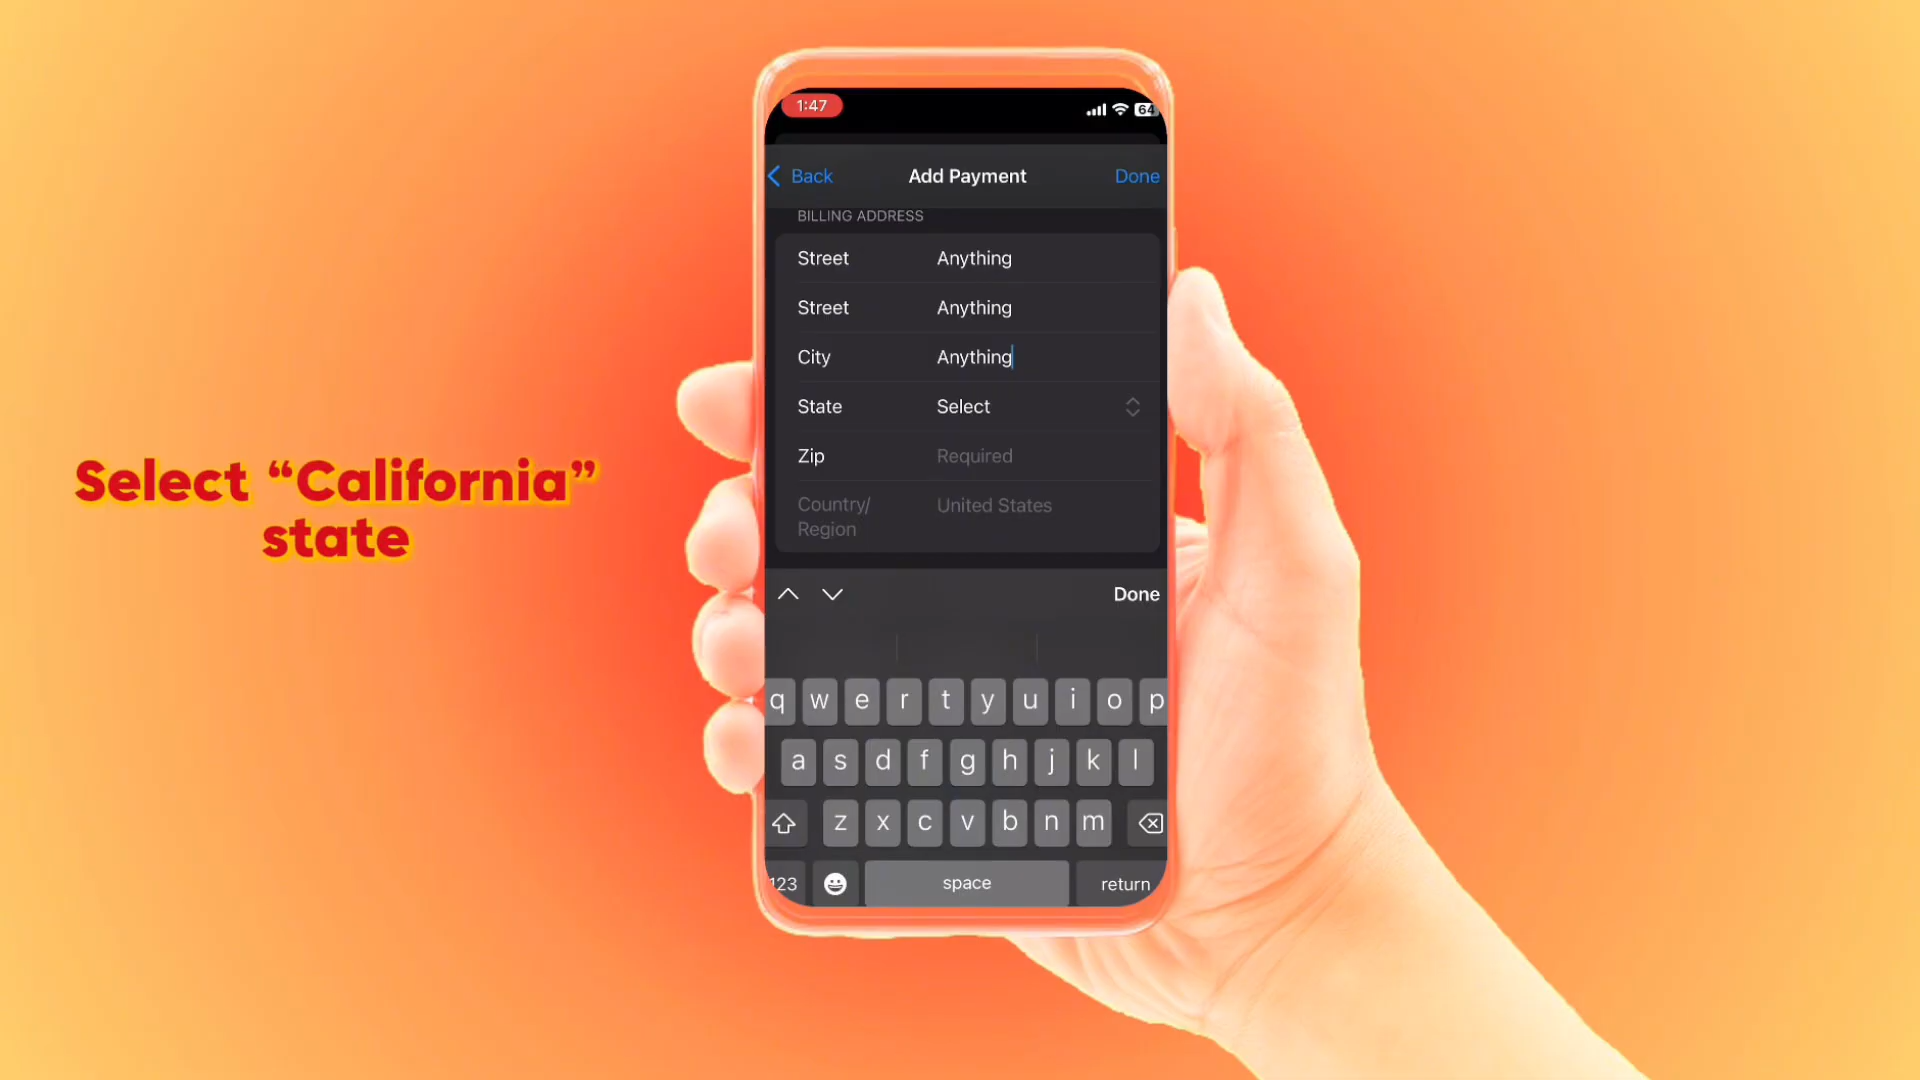 1:47
64
Back
Add Payment
Done
BILLING ADDRESS
Street Anything
Street Anything
City Anything
State Select
Zip Required
Country/
Region
United States
Done
q w e r t y u i o p
a s d f g h j k l
z x c v b n m
123
space
return
Select “California”
state